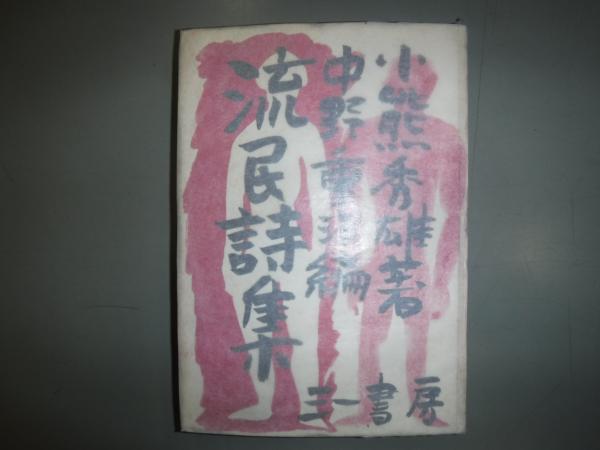 小熊秀雄著
中野重治編
流民詩集
三一書房